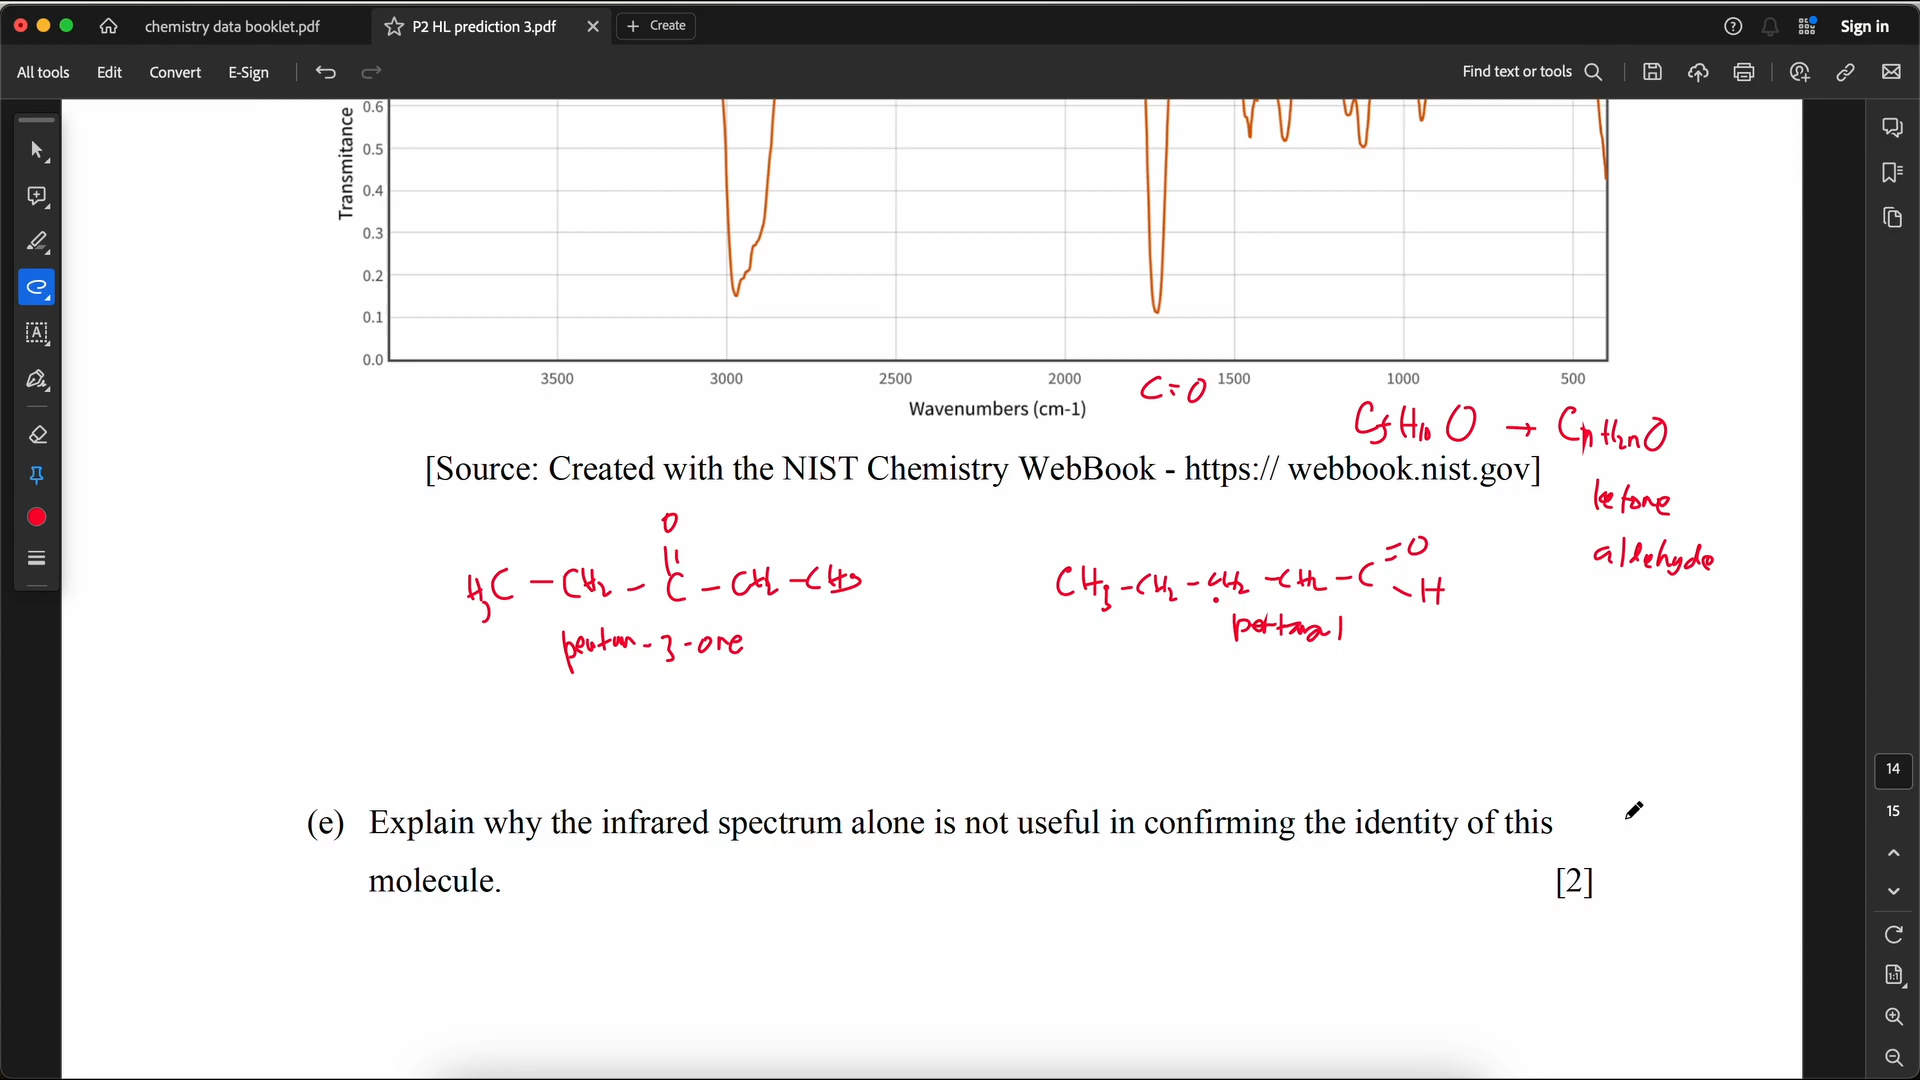 chemistry data booklet.pdf
P2 HL prediction 3.pdf
Create
Sign in
All tools
Edit
Convert
E-Sign
Find text or tools
Transmitance
0.6
0.5
0.4
0.3
0.2
0.1
0.0
3500
3000
2500
2000
1500
1000
500
Wavenumbers (cm-1)
C=O
C5H10O → CnH2nO
[Source: Created with the NIST Chemistry WebBook - https:// webbook.nist.gov]
ketone
aldehyde
O
H3C - CH2 - C - CH2 - CH3
pentan-3-one
CH3-CH2-CH2-CH2-C
=O
H
pentanal
(e) Explain why the infrared spectrum alone is not useful in confirming the identity of this
molecule. [2]
14
15